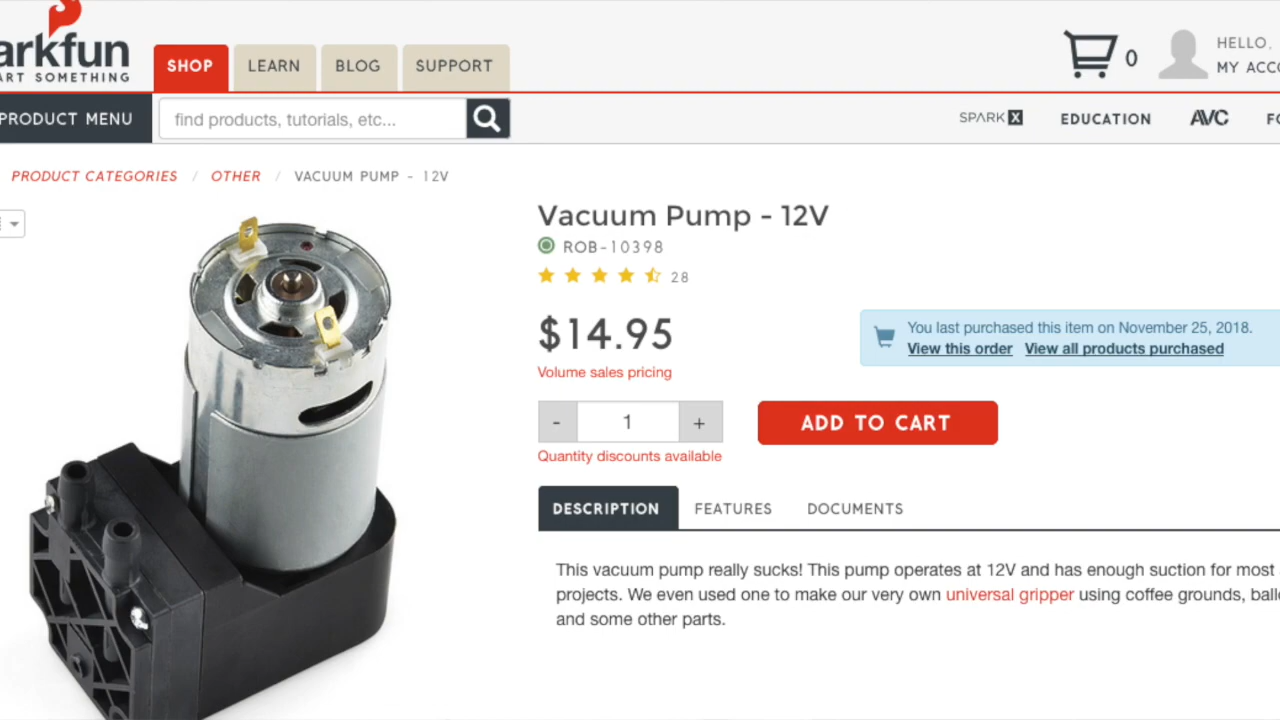 arkfun
ART SOMETHING
SHOP
LEARN
BLOG
SUPPORT
0
HELLO,
MY ACCO
PRODUCT MENU
find products, tutorials, etc...
SPARK X
EDUCATION
AVC
FO
PRODUCT CATEGORIES / OTHER / VACUUM PUMP - 12V
Vacuum Pump - 12V
ROB-10398
28
$14.95
Volume sales pricing
You last purchased this item on November 25, 2018.
View this order View all products purchased
- 1 +
ADD TO CART
Quantity discounts available
DESCRIPTION
FEATURES
DOCUMENTS
This vacuum pump really sucks! This pump operates at 12V and has enough suction for most
projects. We even used one to make our very own universal gripper using coffee grounds, ballo
and some other parts.